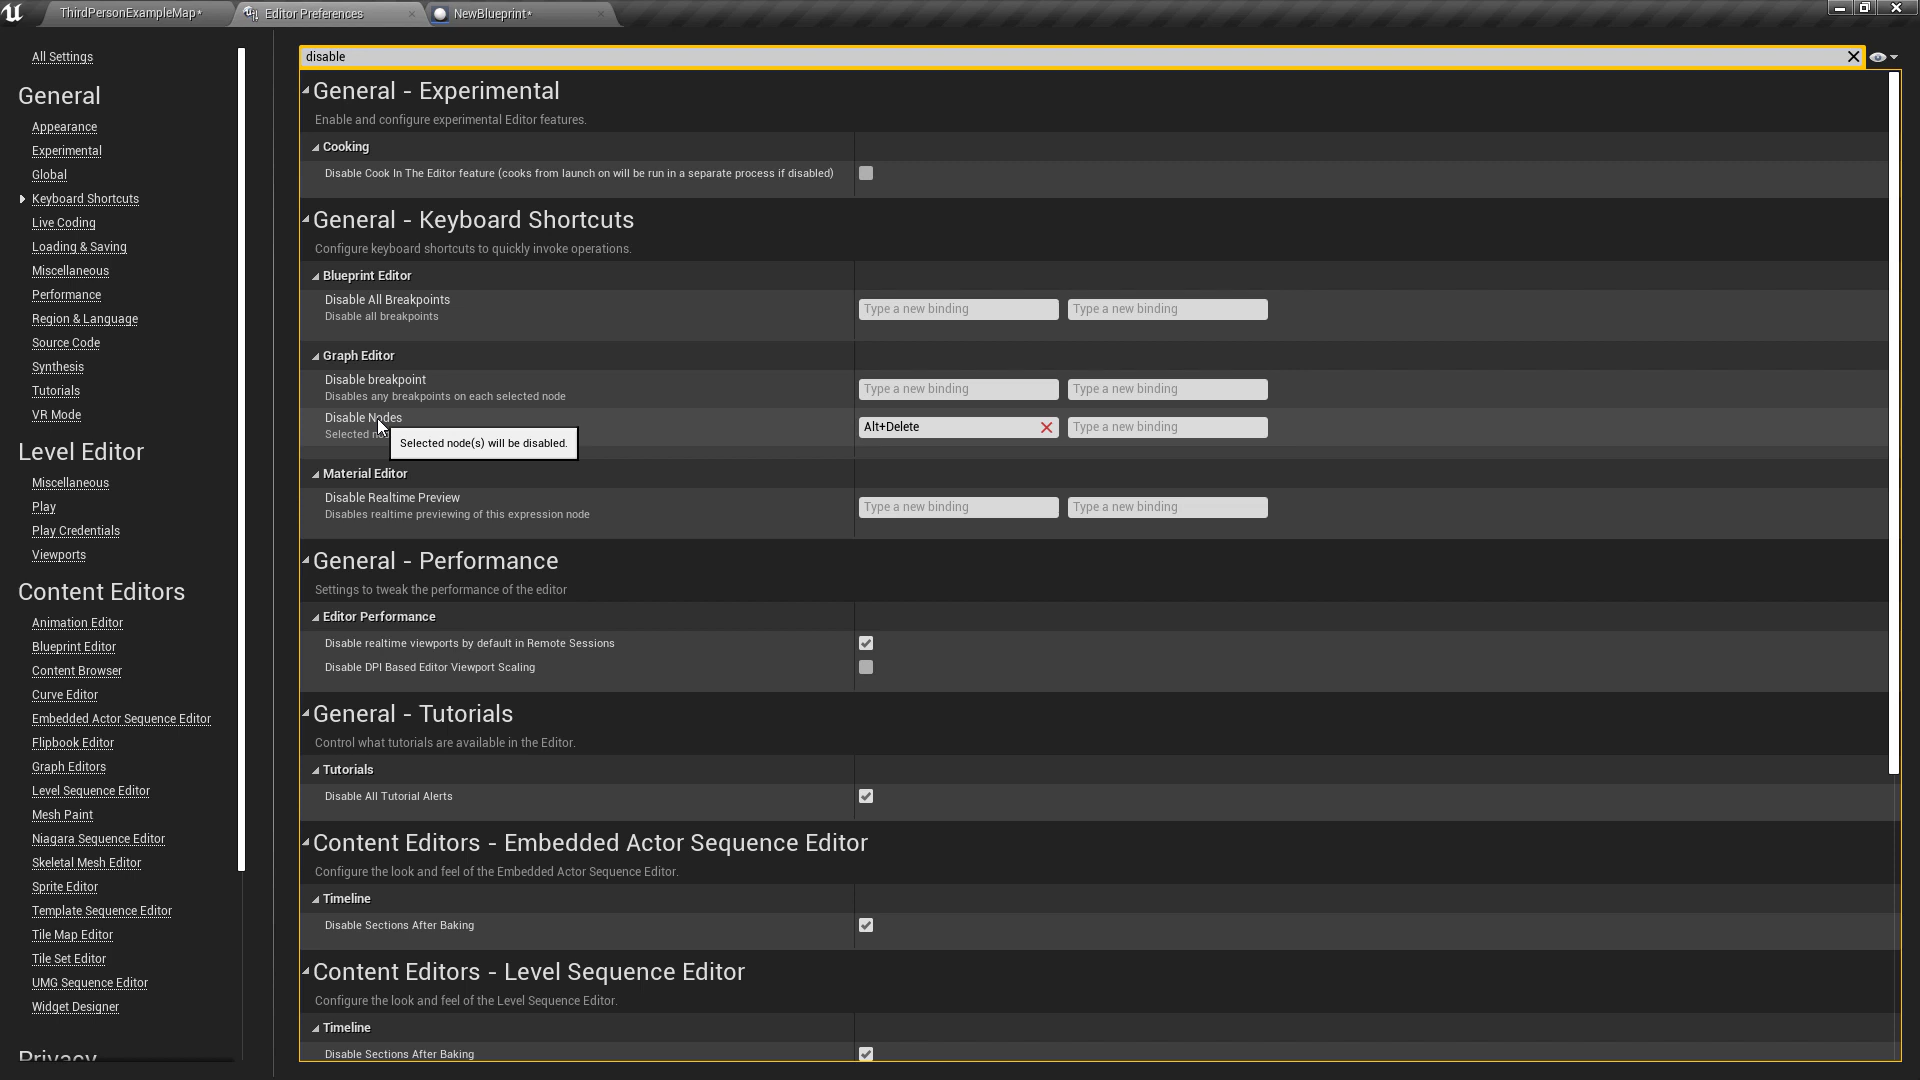 ThirdPersonExampleMap*
Editor Preferences
NewBlueprint*
All Settings
General
Appearance
Experimental
Global
Keyboard Shortcuts
Live Coding
Loading & Saving
Miscellaneous
Performance
Region & Language
Source Code
Synthesis
Tutorials
VR Mode
Level Editor
Miscellaneous
Play
Play Credentials
Viewports
Content Editors
Animation Editor
Blueprint Editor
Content Browser
Curve Editor
Embedded Actor Sequence Editor
Flipbook Editor
Graph Editors
Level Sequence Editor
Mesh Paint
Niagara Sequence Editor
Skeletal Mesh Editor
Sprite Editor
Template Sequence Editor
Tile Map Editor
Tile Set Editor
UMG Sequence Editor
Widget Designer
Privacy
disable
General - Experimental
Enable and configure experimental Editor features.
Cooking
Disable Cook In The Editor feature (cooks from launch on will be run in a separate process if disabled)
General - Keyboard Shortcuts
Configure keyboard shortcuts to quickly invoke operations.
Blueprint Editor
Disable All Breakpoints
Disable all breakpoints
Type a new binding
Type a new binding
Graph Editor
Disable breakpoint
Disables any breakpoints on each selected node
Type a new binding
Type a new binding
Disable Nodes
Selected
Alt+Delete
Type a new binding
Selected node(s) will be disabled.
Material Editor
Disable Realtime Preview
Disables realtime previewing of this expression node
Type a new binding
Type a new binding
General - Performance
Settings to tweak the performance of the editor
Editor Performance
Disable realtime viewports by default in Remote Sessions
Disable DPI Based Editor Viewport Scaling
General - Tutorials
Control what tutorials are available in the Editor.
Tutorials
Disable All Tutorial Alerts
Content Editors - Embedded Actor Sequence Editor
Configure the look and feel of the Embedded Actor Sequence Editor.
Timeline
Disable Sections After Baking
Content Editors - Level Sequence Editor
Configure the look and feel of the Level Sequence Editor.
Timeline
Disable Sections After Baking